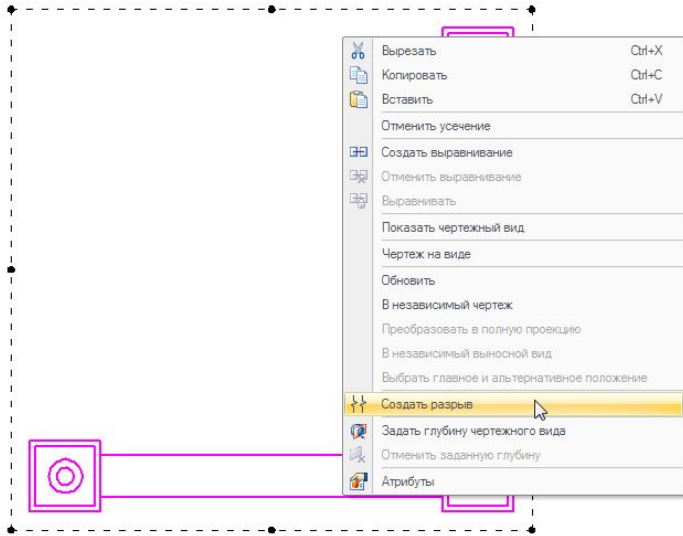 Вырезать Ctrl+X
Копировать Ctrl+C
Вставить Ctrl+V
Отменить усечение
Создать выравнивание
Отменить выравнивание
Выравнивать
Показать чертежный вид
Чертеж на виде
Обновить
В независимый чертеж
Преобразовать в полную проекцию
В независимый выносной вид
Выбрать главное и альтернативное положение
Создать разрыв
Задать глубину чертежного вида
Отменить заданную глубину
Атрибуты